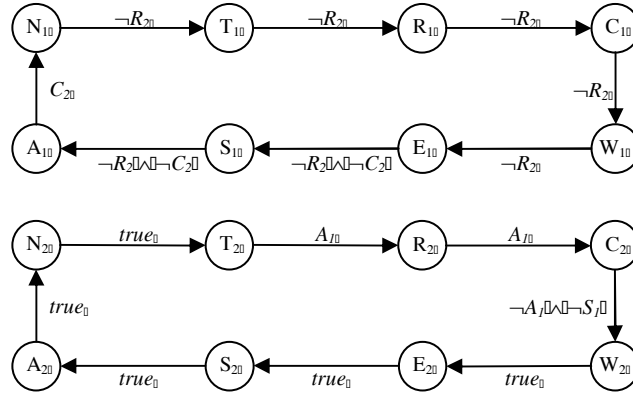 N₁ ¬R₂ T₁ ¬R₂ R₁ ¬R₂ C₁
C₂ ¬R₂
A₁ ¬R₂ ∧ ¬C₂ S₁ ¬R₂ ∧ ¬C₂ E₁ ¬R₂ W₁
N₂ true T₂ A₁ R₂ A₁ C₂
true ¬A₁ ∧ ¬S₁
A₂ true S₂ true E₂ true W₂